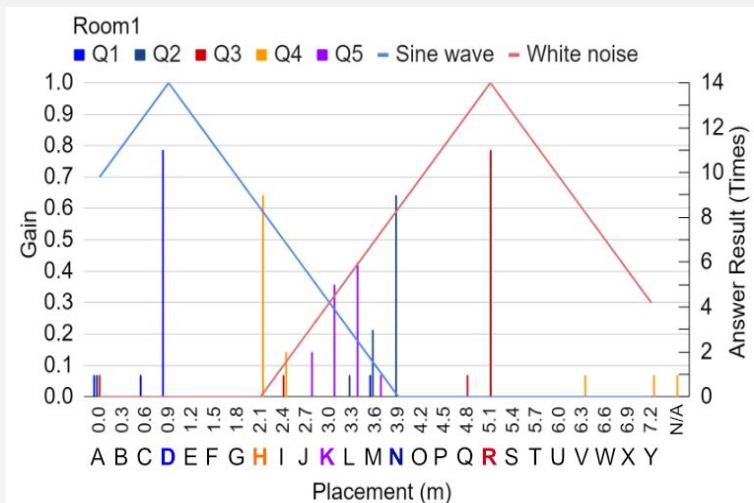 Room1
Q1 Q2 Q3 Q4 Q5 Sine wave White noise
1.0
0.9
0.8
0.7
0.6
0.5
0.4
0.3
0.2
0.1
0.0
Gain
14
12
10
8
6
4
2
0
Answer Result (Times)
0.0 0.3 0.6 0.9 1.2 1.5 1.8 2.1 2.4 2.7 3.0 3.3 3.6 3.9 4.2 4.5 4.8 5.1 5.4 5.7 6.0 6.3 6.6 6.9 7.2 N/A
A B C D E F G H I J K L M N O P Q R S T U V W X Y
Placement (m)